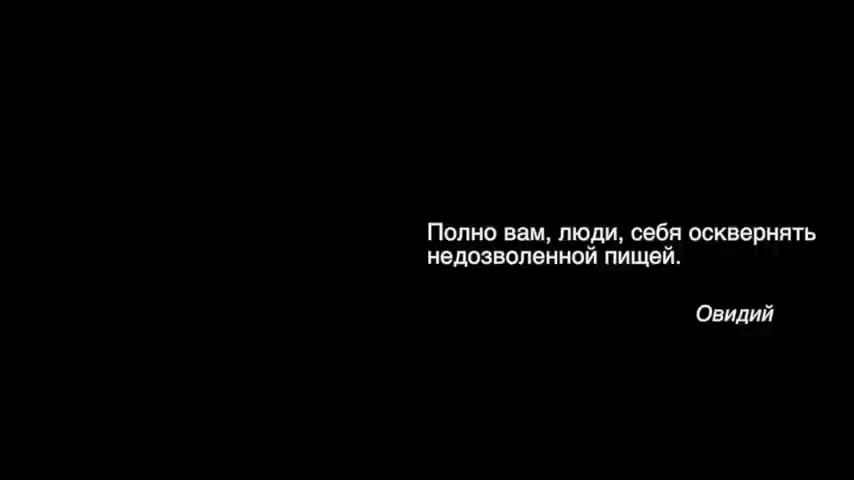 Полно вам, люди, себя осквернять
недозволенной пищей.
Овидий